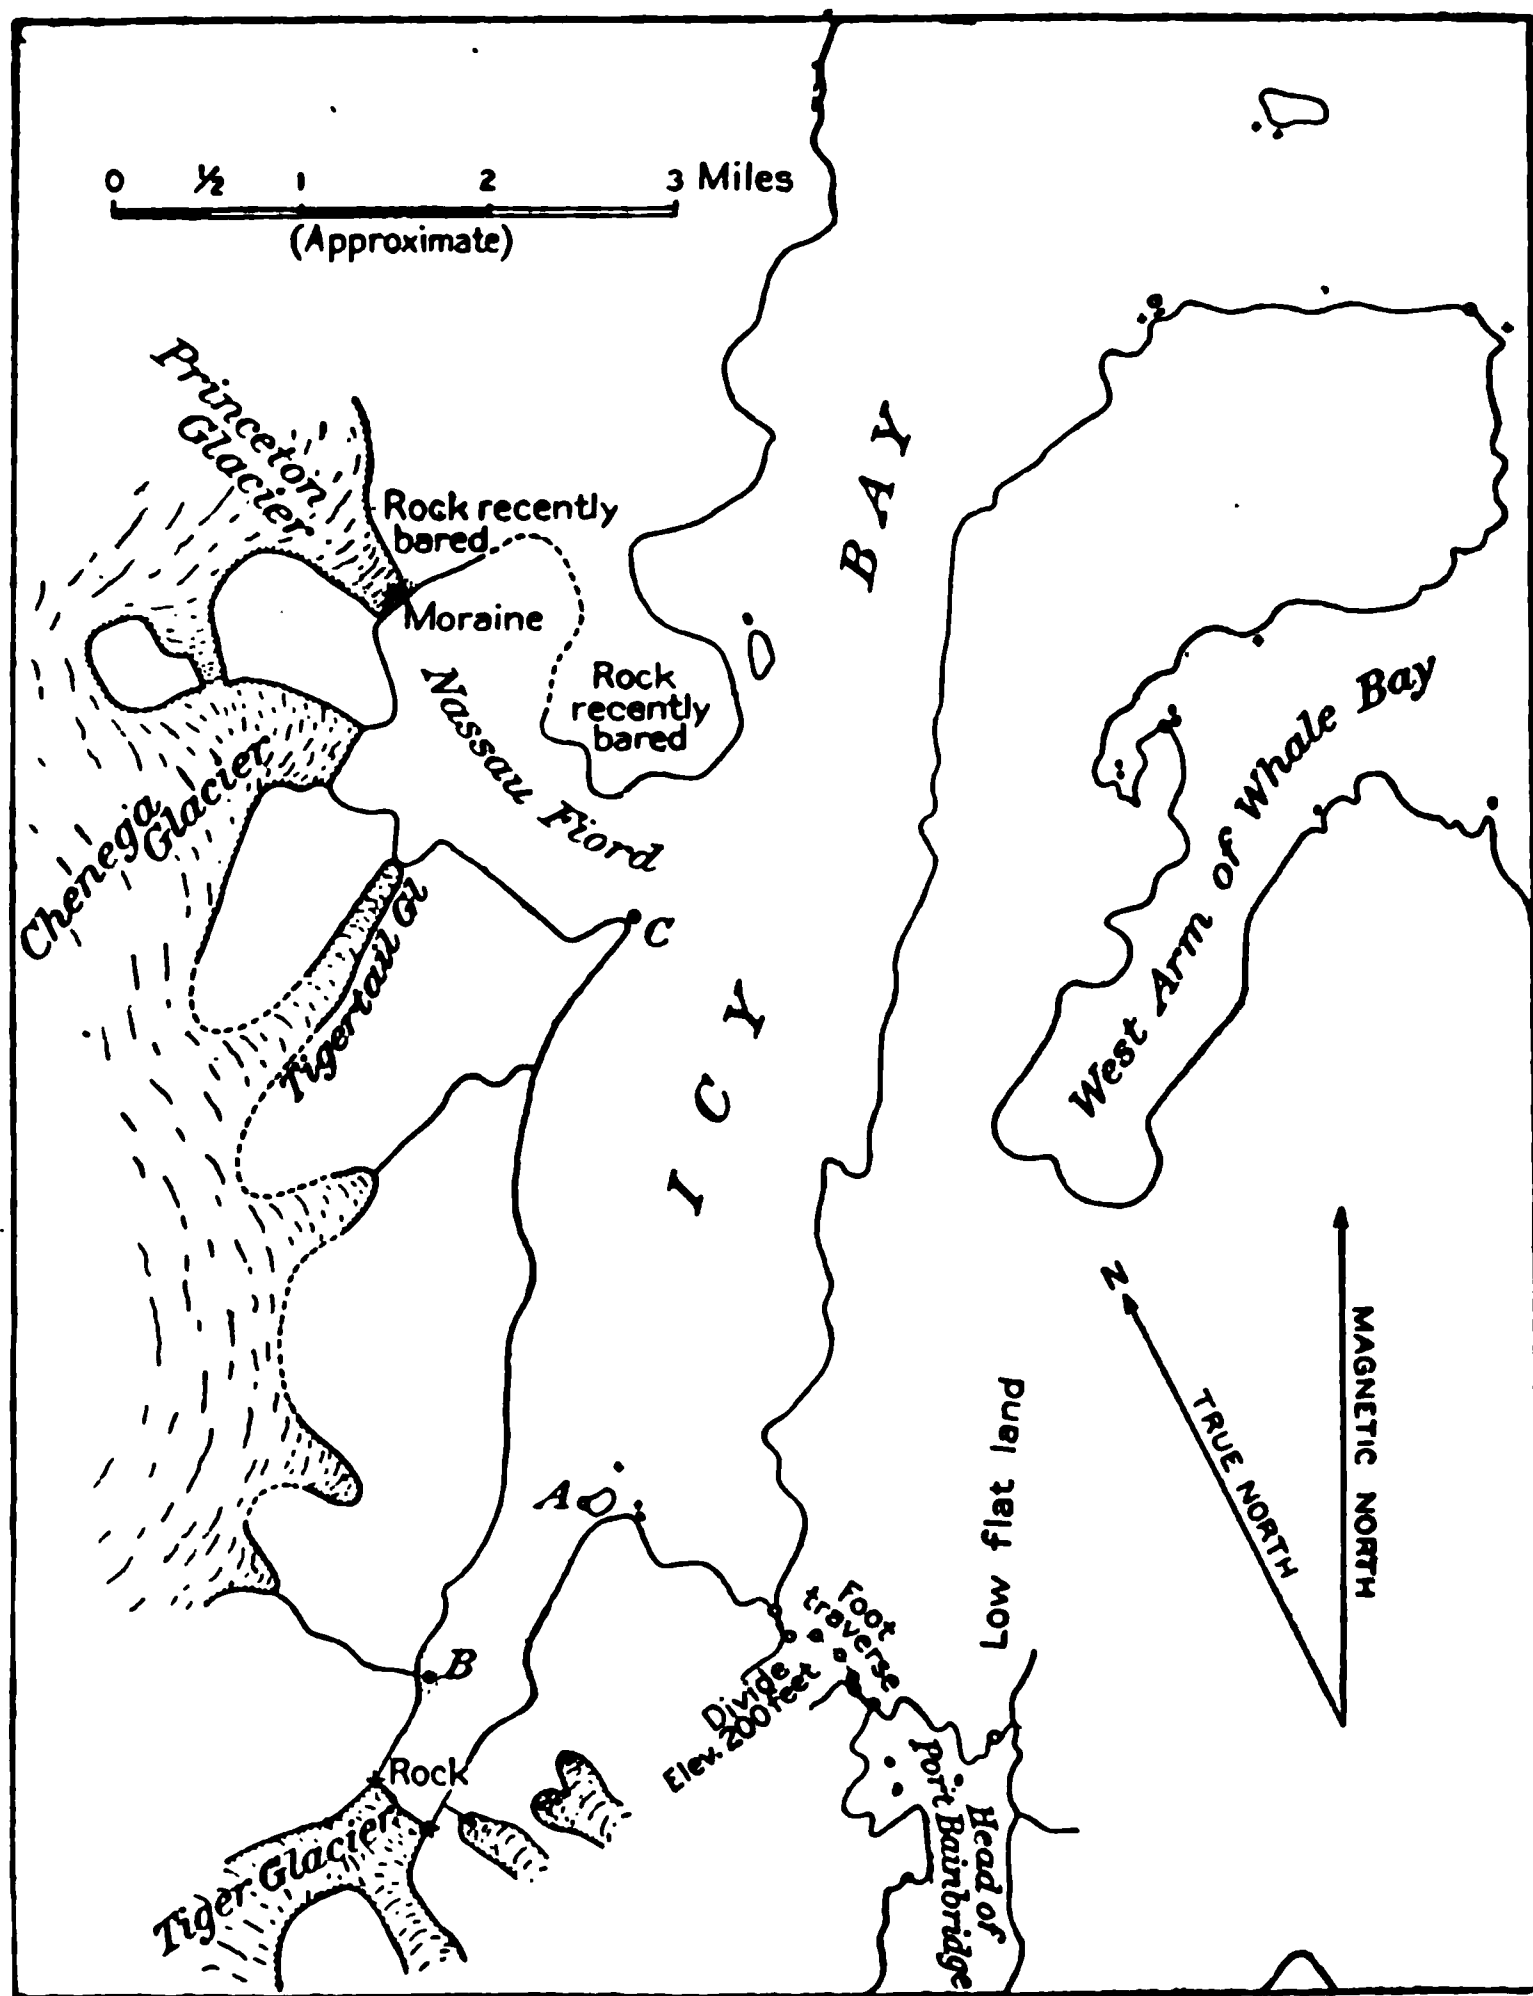 0 ½ 1 2 3 Miles
(Approximate)
Princeton
Glacier
Rock recently
bared
Moraine
Rock
recently
bared
Nassau Fiord
Chenega
Glacier
Tigertail Gl
C
ICY BAY
West Arm of Whale Bay
N
TRUE NORTH
MAGNETIC NORTH
Low flat land
A
B
Foot
traverse
Divide
Elev. 200 feet
Rock
Tiger Glacier
Head of
Port Bainbridge